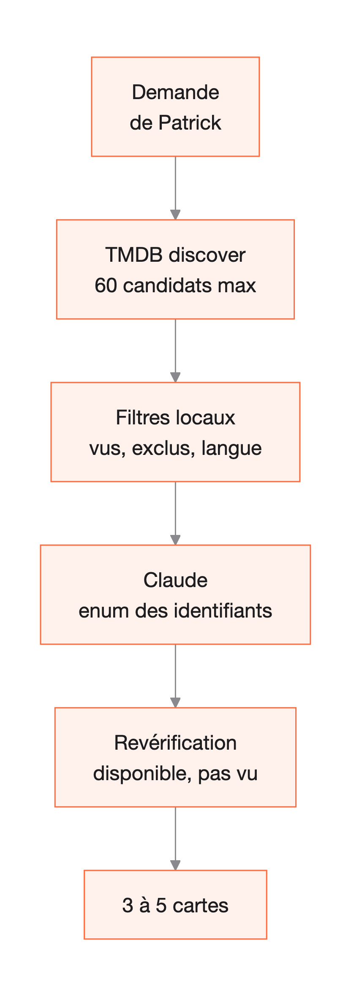 Demande
de Patrick
TMDB discover
60 candidats max
Filtres locaux
vus, exclus, langue
Claude
enum des identifiants
Revérification
disponible, pas vu
3 à 5 cartes